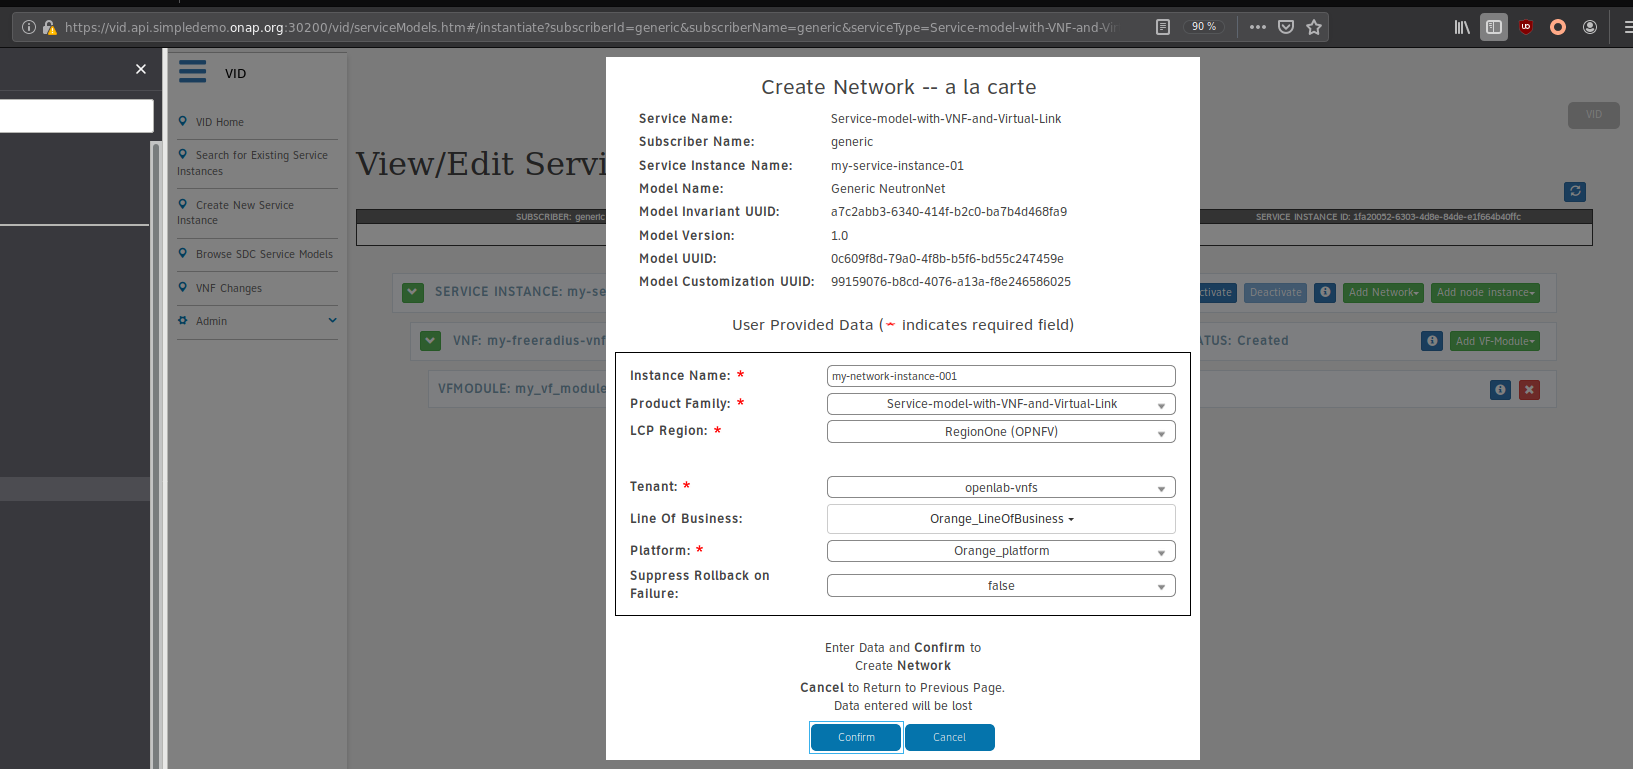 https://vid.api.simpledemo.onap.org:30200/vid/serviceModels.htm#/instantiate?subscriberId=generic&subscriberName=generic&serviceType=Service-model-with-VNF-and-Vir
90 %
VID
VID Home
Search for Existing Service
Instances
Create New Service
Instance
Browse SDC Service Models
VNF Changes
Admin
VID
View/Edit Servi
SUBSCRIBER: generic
SERVICE INSTANCE ID: 1fa20052-6303-4d8e-84de-e1f664b40ffc
SERVICE INSTANCE: my-se
ctivate
Deactivate
Add Network
Add node instance
VNF: my-freeradius-vnf
ATUS: Created
Add VF-Module
VFMODULE: my_vf_module
Create Network -- a la carte
Service Name: Service-model-with-VNF-and-Virtual-Link
Subscriber Name: generic
Service Instance Name: my-service-instance-01
Model Name: Generic NeutronNet
Model Invariant UUID: a7c2abb3-6340-414f-b2c0-ba7b4d468fa9
Model Version: 1.0
Model UUID: 0c609f8d-79a0-4f8b-b5f6-bd55c247459e
Model Customization UUID: 99159076-b8cd-4076-a13a-f8e246586025
User Provided Data (* indicates required field)
Instance Name: * my-network-instance-001
Product Family: * Service-model-with-VNF-and-Virtual-Link
LCP Region: * RegionOne (OPNFV)
Tenant: * openlab-vnfs
Line Of Business: Orange_LineOfBusiness
Platform: * Orange_platform
Suppress Rollback on
Failure: false
Enter Data and Confirm to
Create Network
Cancel to Return to Previous Page.
Data entered will be lost
Confirm
Cancel